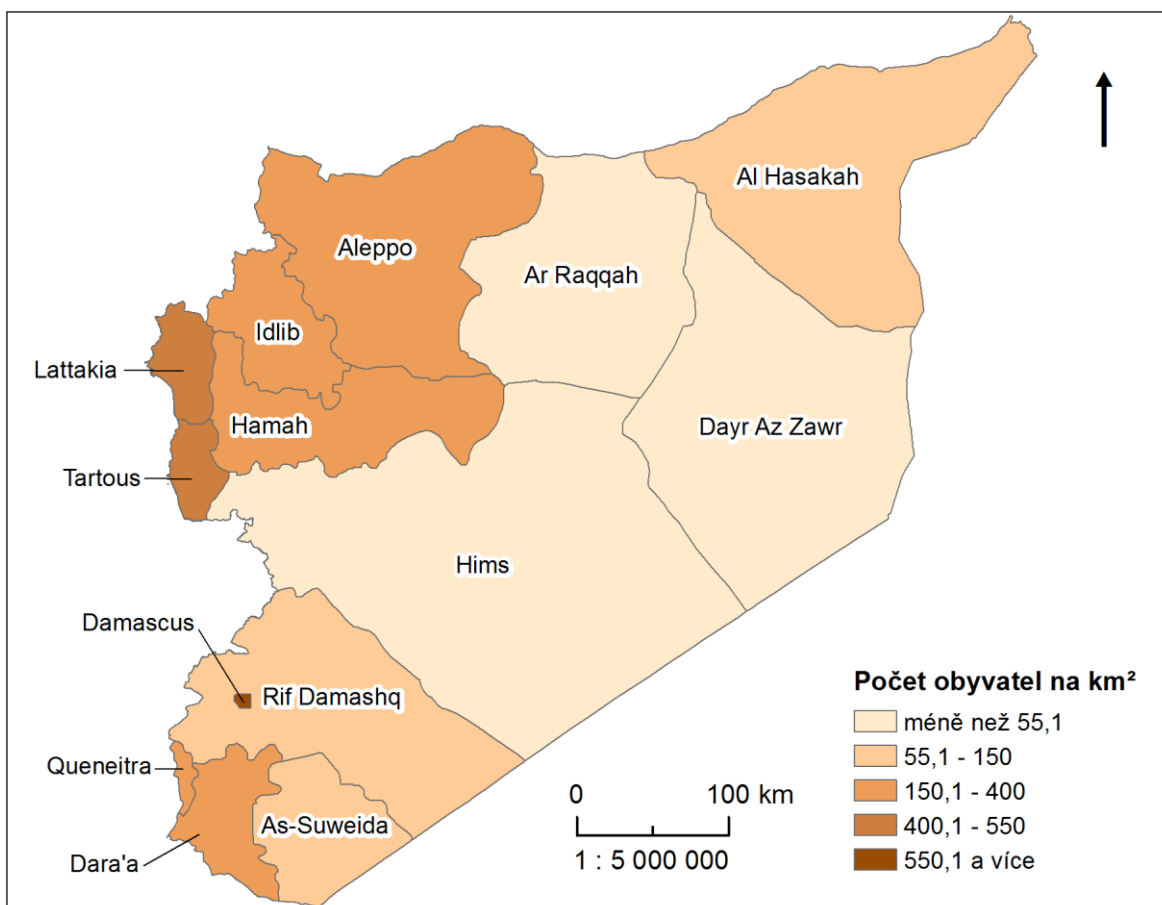 Al Hasakah
Aleppo
Ar Raqqah
Idlib
Lattakia
Hamah
Dayr Az Zawr
Tartous
Hims
Damascus
Rif Damashq
Queneitra
As-Suweida
Dara'a
0 100 km
1 : 5 000 000
Počet obyvatel na km²
méně než 55,1
55,1 - 150
150,1 - 400
400,1 - 550
550,1 a více